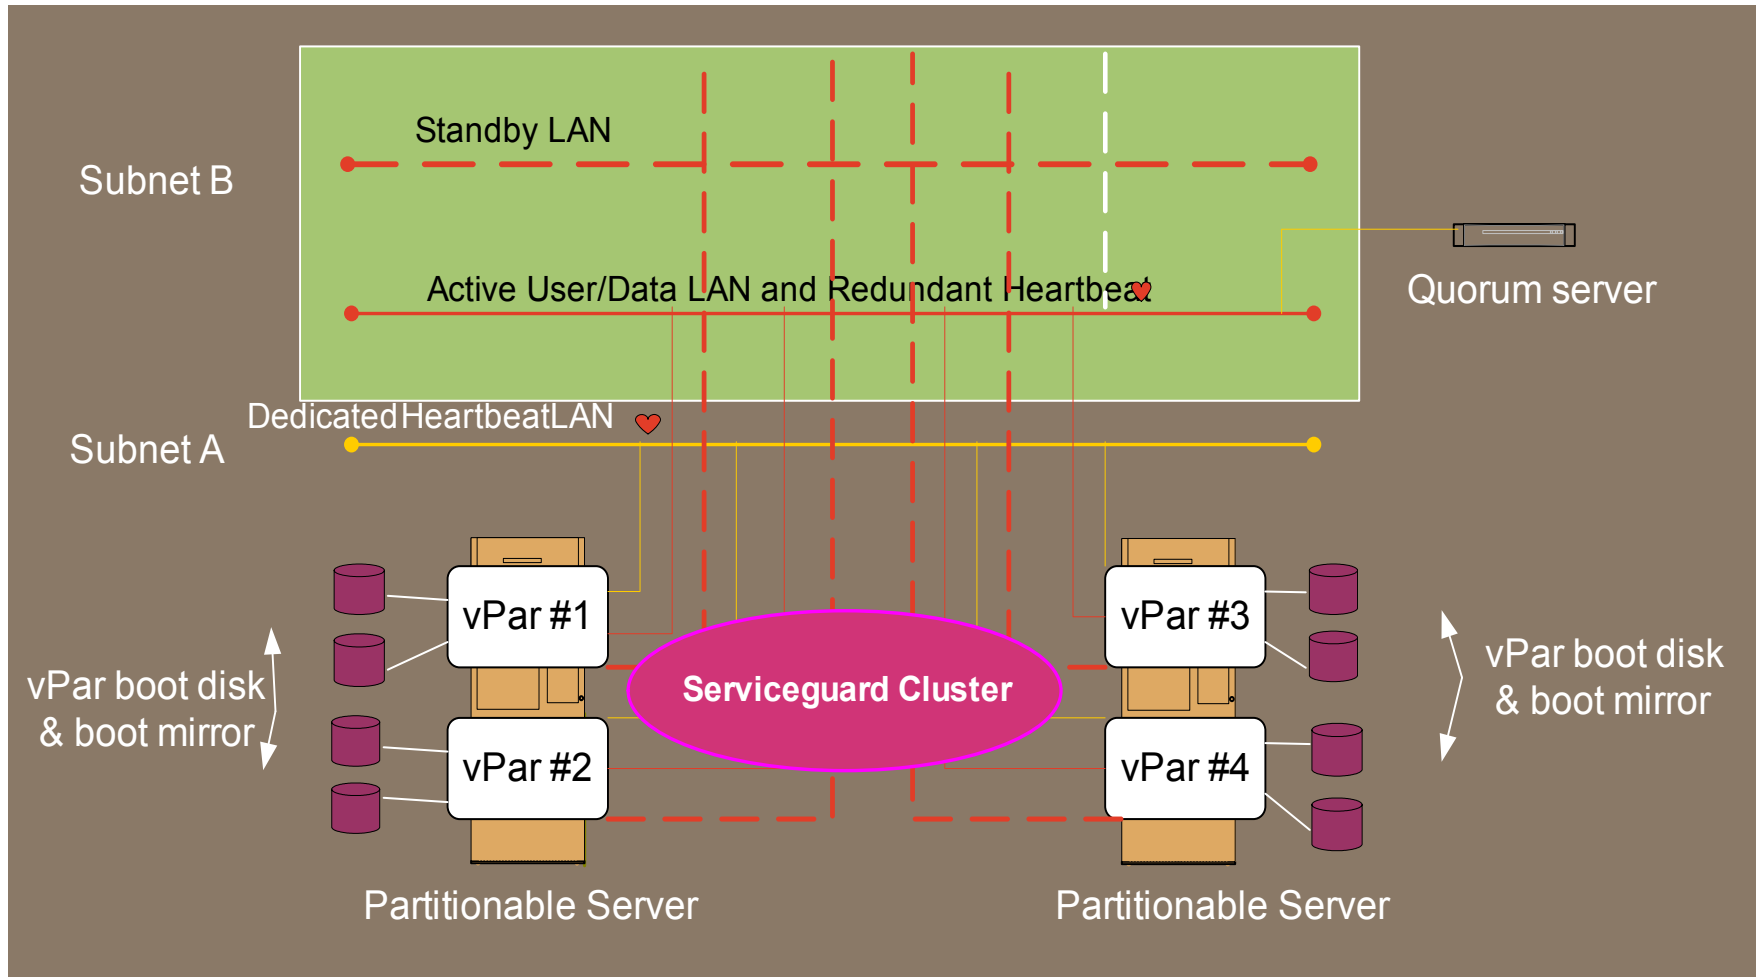 Standby LAN
Subnet B
Active User/Data LAN and Redundant Heartbeat
Quorum server
DedicatedHeartbeatLAN
Subnet A
vPar #1
vPar #3
vPar boot disk
& boot mirror
Serviceguard Cluster
vPar boot disk
& boot mirror
vPar #2
vPar #4
Partitionable Server
Partitionable Server